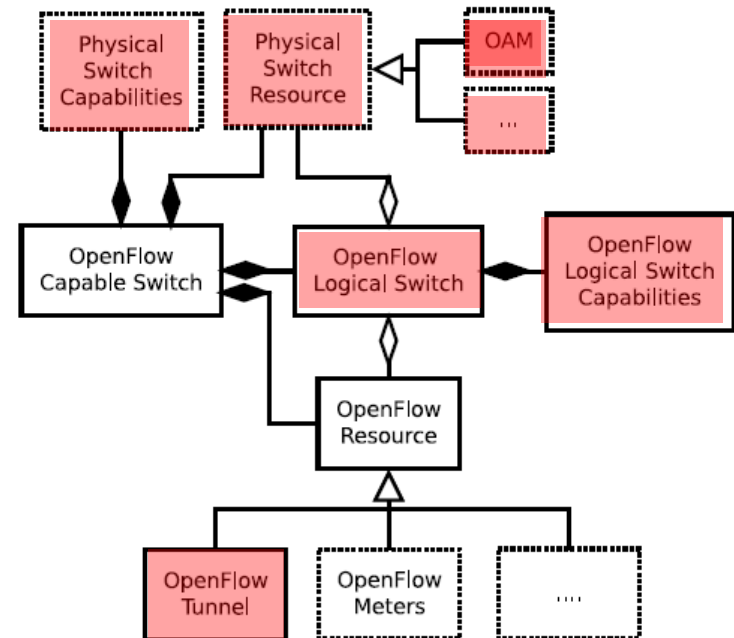 Physical
Switch
Capabilities
Physical
Switch
Resource
OAM
...
OpenFlow
Capable Switch
OpenFlow
Logical Switch
OpenFlow
Logical Switch
Capabilities
OpenFlow
Resource
OpenFlow
Tunnel
OpenFlow
Meters
....